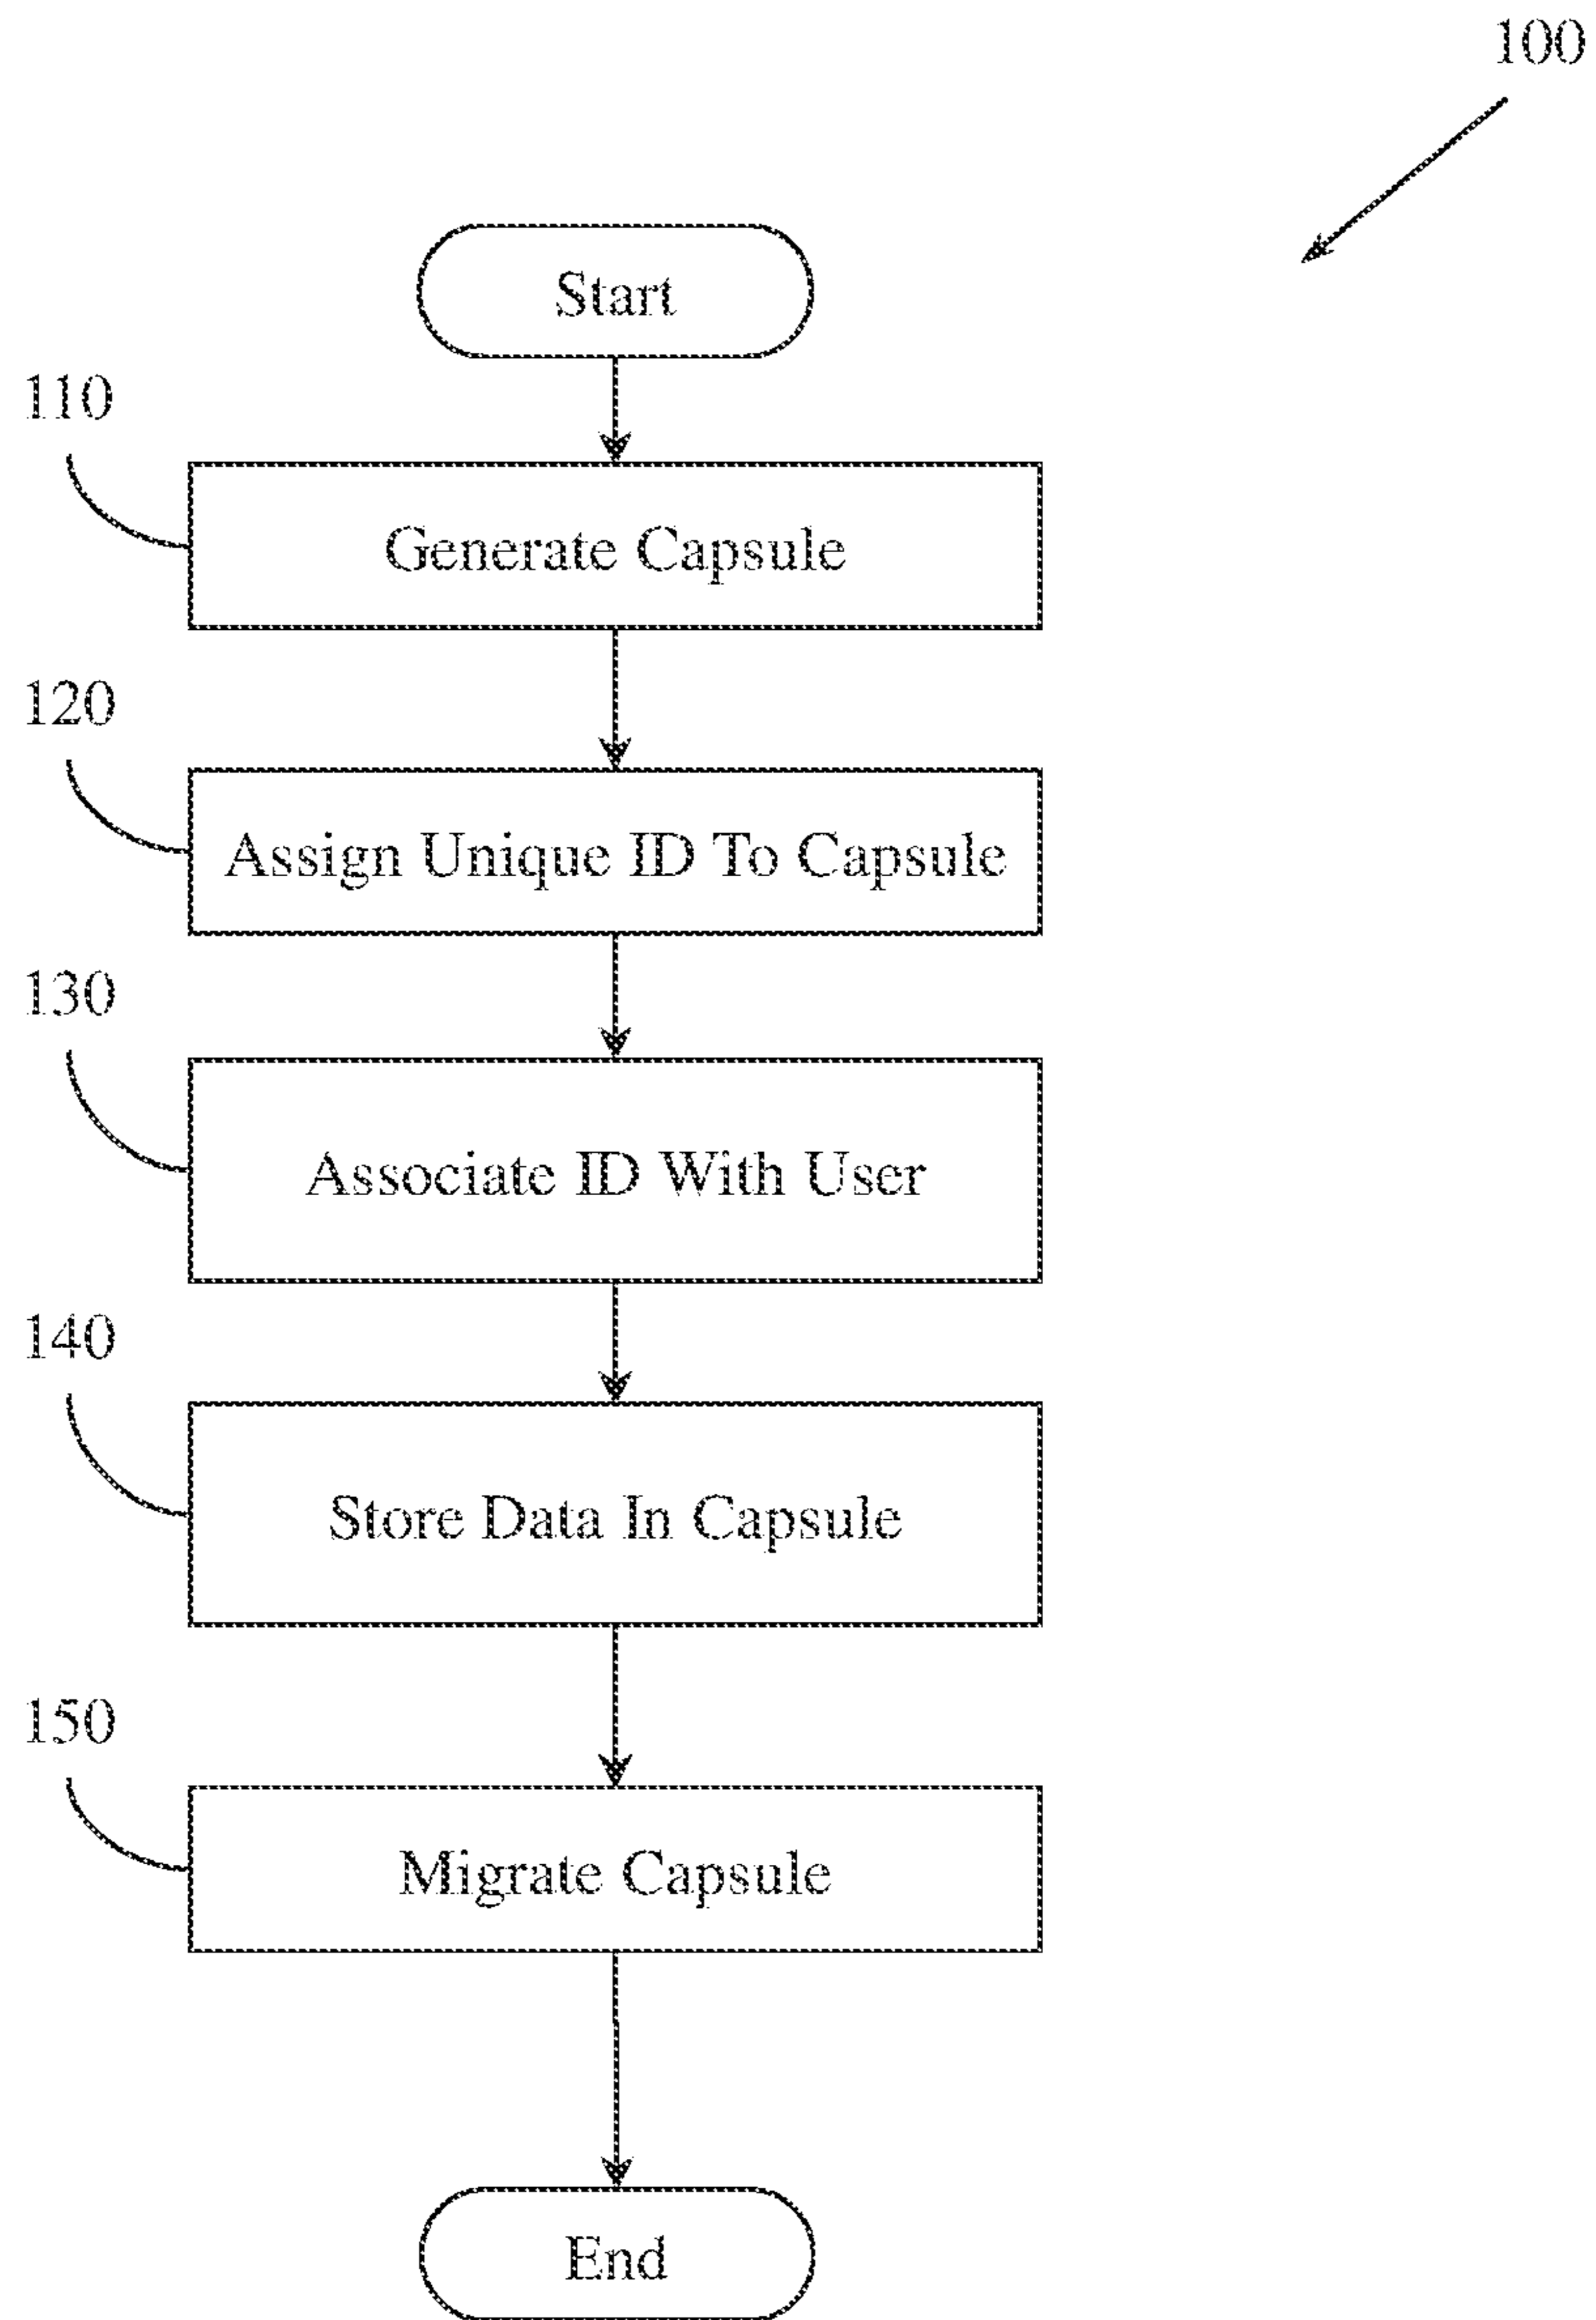 100
Start
110
Generate Capsule
120
Assign Unique ID To Capsule
130
Associate ID With User
140
Store Data In Capsule
150
Migrate Capsule
End